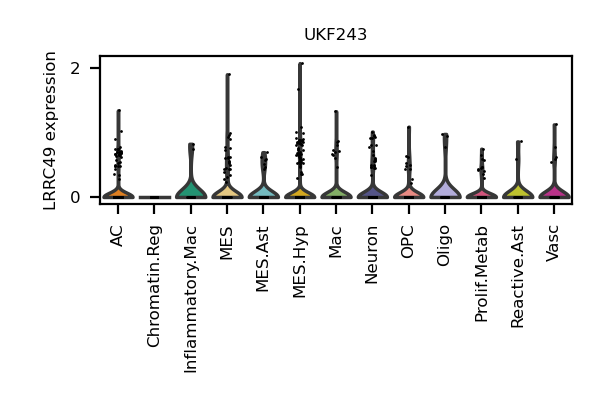 UKF243
LRRC49 expression
2
0
AC
Chromatin.Reg
Inflammatory.Mac
MES
MES.Ast
MES.Hyp
Mac
Neuron
OPC
Oligo
Prolif.Metab
Reactive.Ast
Vasc